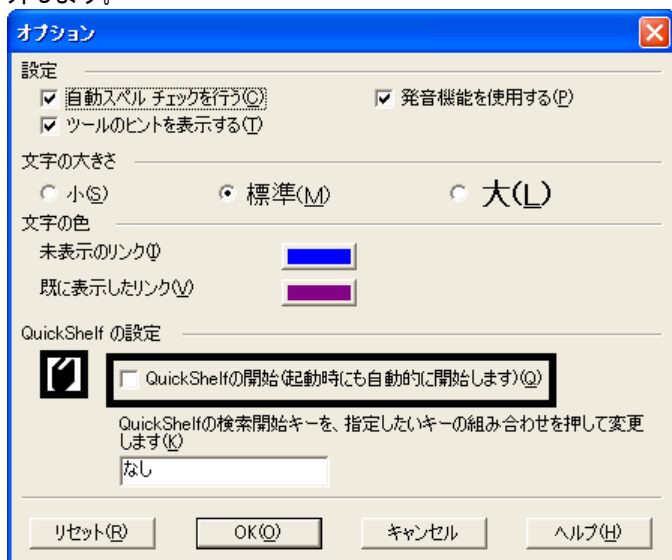 外します。
オプション
設定
自動スペル チェックを行う(C)
発音機能を使用する(P)
ツールのヒントを表示する(T)
文字の大きさ
小(S)
標準(M)
大(L)
文字の色
未表示のリンク(I)
既に表示したリンク(V)
QuickShelf の設定
QuickShelfの開始(起動時にも自動的に開始します)(Q)
QuickShelfの検索開始キーを、指定したいキーの組み合わせを押して変更
します(K)
なし
リセット(R)
OK(O)
キャンセル
ヘルプ(H)